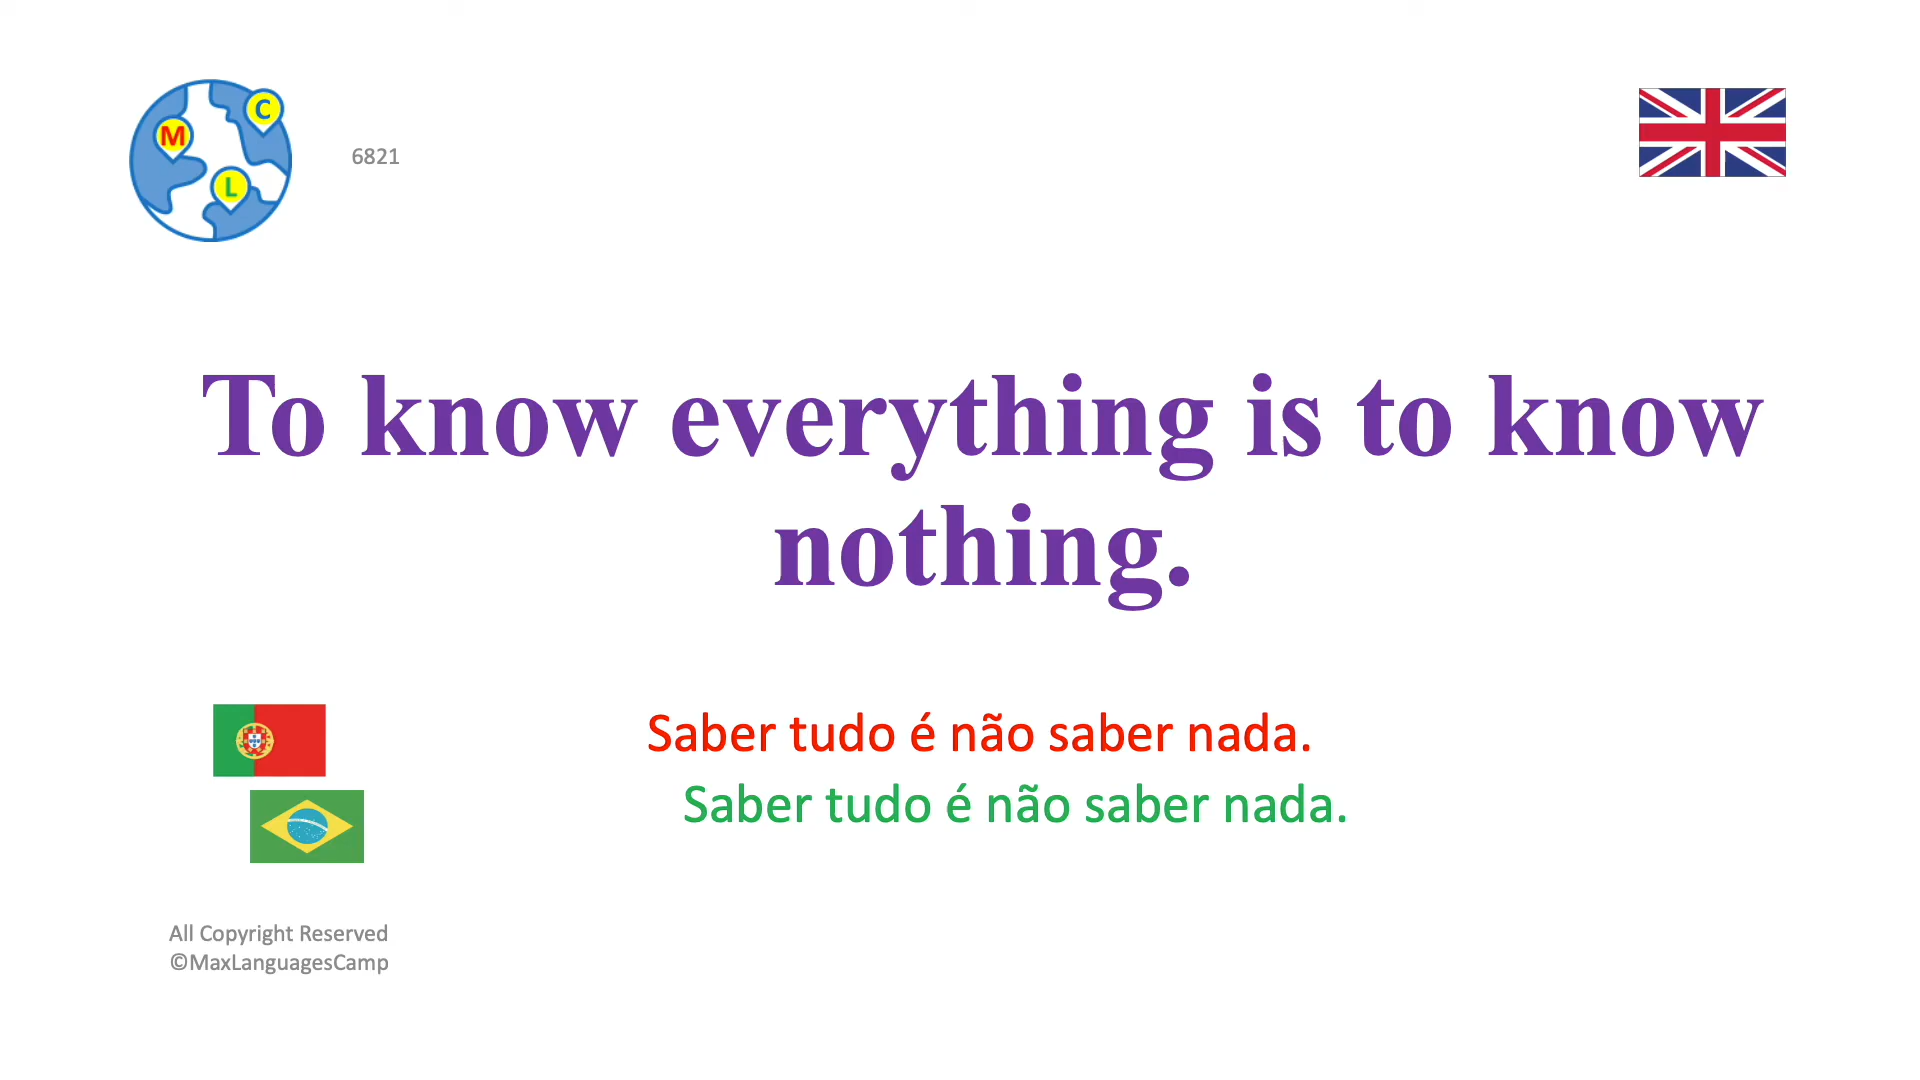 C
M
6821
L
To know everything is to know
nothing.
Saber tudo é não saber nada.
Saber tudo é não saber nada.
All Copyright Reserved
©MaxLanguagesCamp